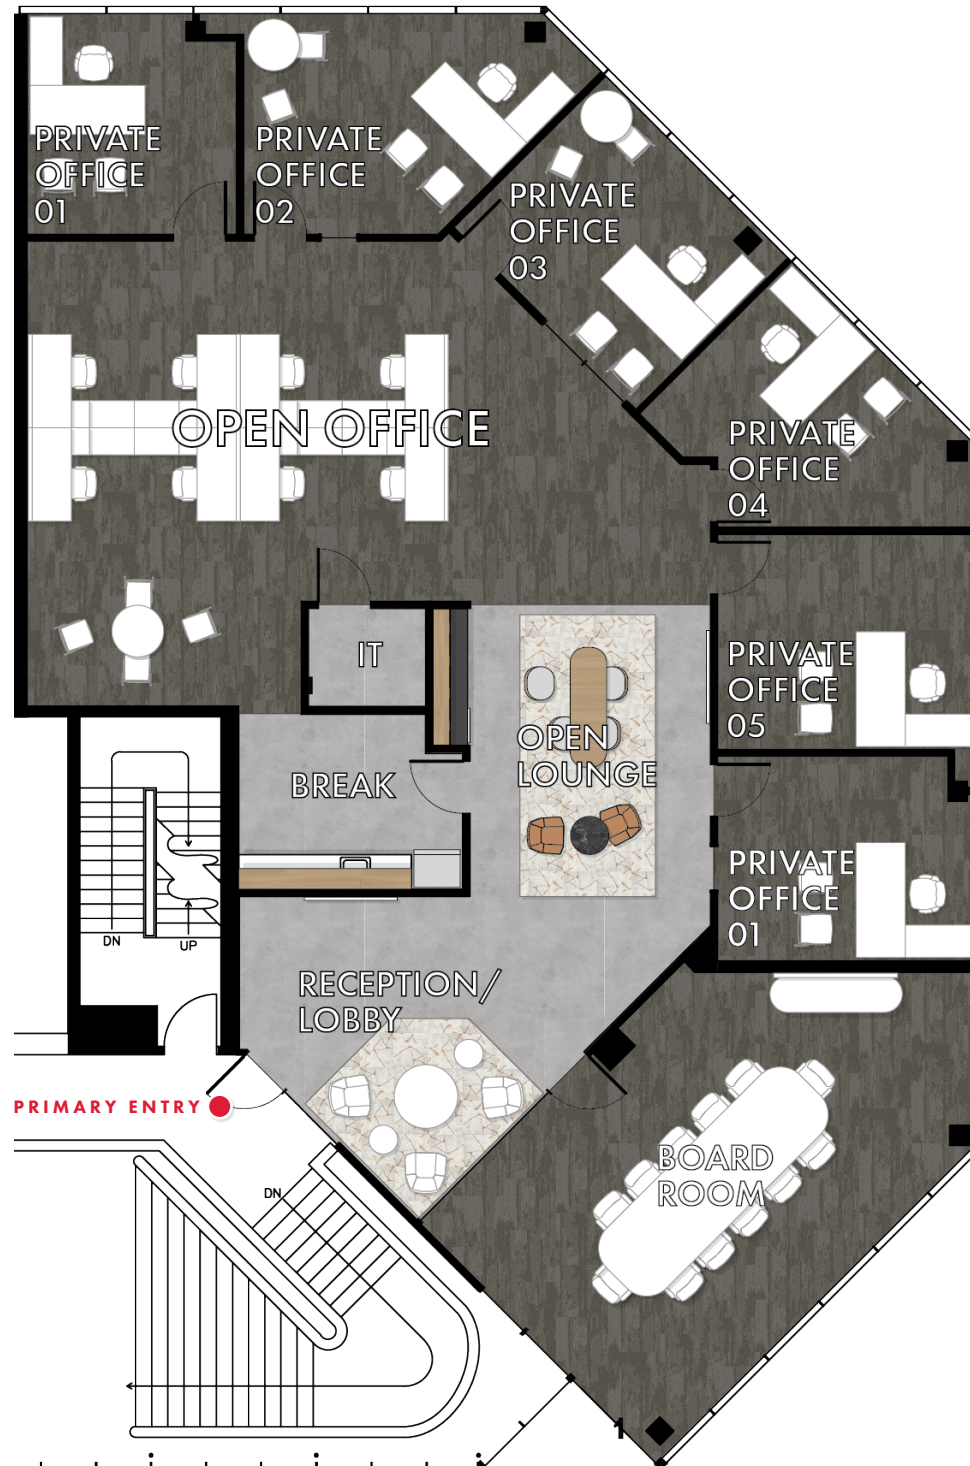 PRIVATE
OFFICE
01
PRIVATE
OFFICE
02
PRIVATE
OFFICE
03
OPEN OFFICE
PRIVATE
OFFICE
04
IT
PRIVATE
OFFICE
05
OPEN
LOUNGE
BREAK
PRIVATE
OFFICE
01
DN
UP
RECEPTION/
LOBBY
PRIMARY ENTRY
BOARD
ROOM
DN